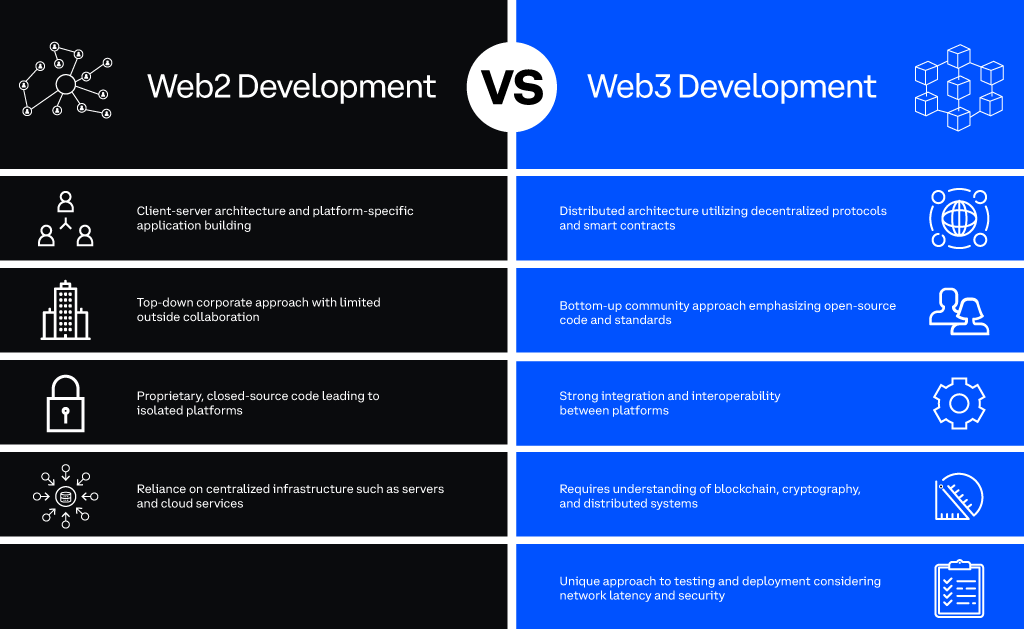 Web2 Development
VS
Web3 Development
Client-server architecture and platform-specific
application building
Distributed architecture utilizing decentralized protocols
and smart contracts
Top-down corporate approach with limited
outside collaboration
Bottom-up community approach emphasizing open-source
code and standards
Proprietary, closed-source code leading to
isolated platforms
Strong integration and interoperability
between platforms
Reliance on centralized infrastructure such as servers
and cloud services
Requires understanding of blockchain, cryptography,
and distributed systems
Unique approach to testing and deployment considering
network latency and security